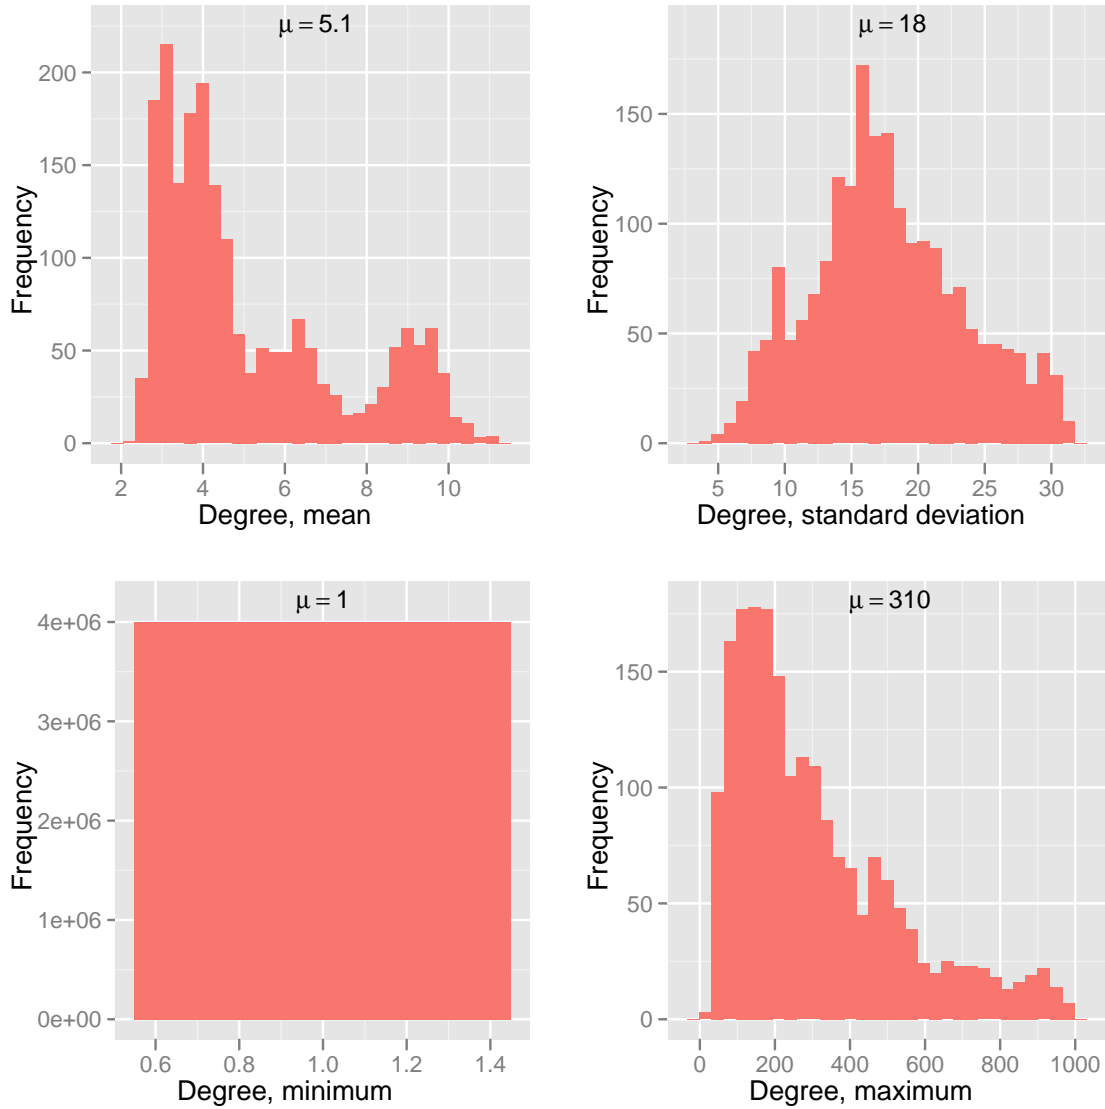 μ = 5.1
Frequency
200
150
100
50
0
2 4 6 8 10
Degree, mean
μ = 18
Frequency
150
100
50
0
5 10 15 20 25 30
Degree, standard deviation
μ = 1
Frequency
4e+06
3e+06
2e+06
1e+06
0e+00
0.6 0.8 1.0 1.2 1.4
Degree, minimum
μ = 310
Frequency
150
100
50
0
0 200 400 600 800 1000
Degree, maximum